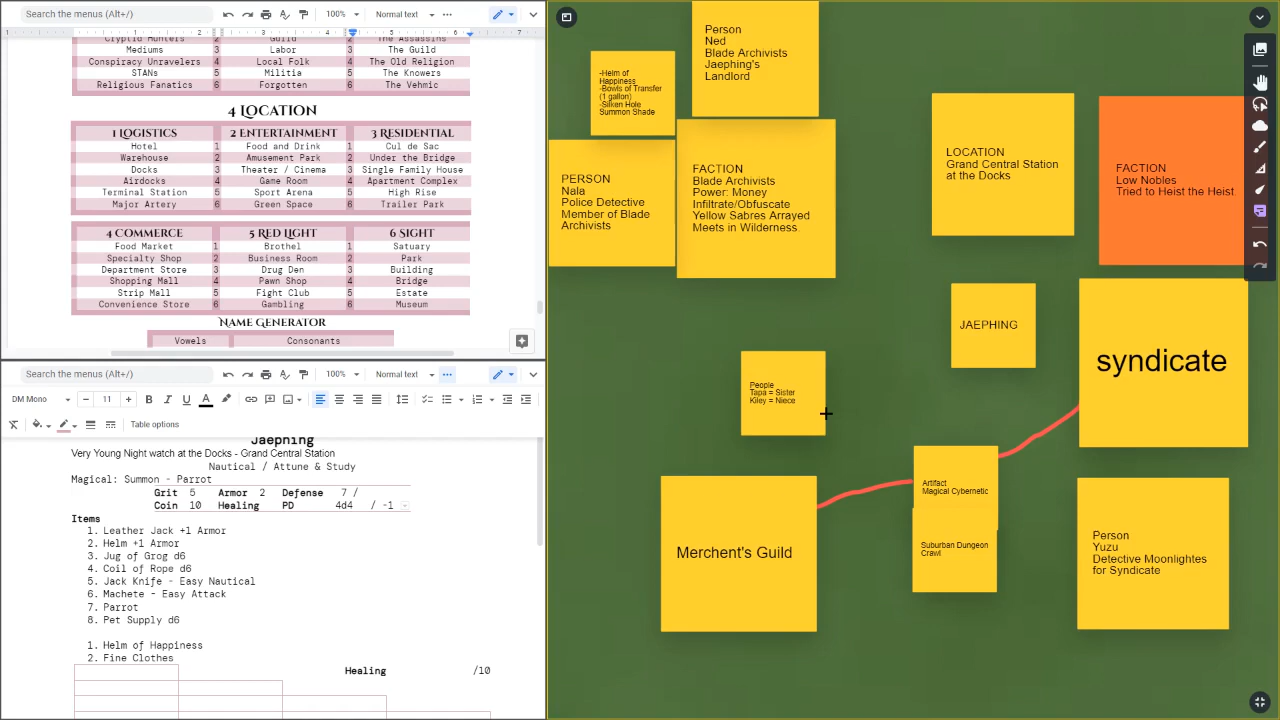 Search the menus (Alt+/)
100%
Normal text
1 1 2 3 4 5 6 7
Cryptid Hunters 2 Guild 2 The Assassins
Mediums 3 Labor 3 The Guild
Conspiracy Unravelers 4 Local Folk 4 The Old Religion
STANs 5 Militia 5 The Knowers
Religious Fanatics 6 Forgotten 6 The Vehmic
4 Location
1 Logistics 2 Entertainment 3 Residential
Hotel 1 Food and Drink 1 Cul de Sac
Warehouse 2 Amusement Park 2 Under the Bridge
Docks 3 Theater / Cinema 3 Single Family House
Airdocks 4 Game Room 4 Apartment Complex
Terminal Station 5 Sport Arena 5 High Rise
Major Artery 6 Green Space 6 Trailer Park
4 Commerce 5 Red Light 6 Sight
Food Market 1 Brothel 1 Satuary
Specialty Shop 2 Business Room 2 Park
Department Store 3 Drug Den 3 Building
Shopping Mall 4 Pawn Shop 4 Bridge
Strip Mall 5 Fight Club 5 Estate
Convenience Store 6 Gambling 6 Museum
Name Generator
Vowels Consonants
Search the menus (Alt+/)
100%
Normal text
DM Mono
11
Table options
Jaephing
Very Young Night watch at the Docks - Grand Central Station
Nautical / Attune & Study
Magical: Summon - Parrot
Grit 5 Armor 2 Defense 7 /
Coin 10 Healing PD 4d4 / -1
Items
1. Leather Jack +1 Armor
2. Helm +1 Armor
3. Jug of Grog d6
4. Coil of Rope d6
5. Jack Knife - Easy Nautical
6. Machete - Easy Attack
7. Parrot
8. Pet Supply d6
1. Helm of Happiness
2. Fine Clothes
Healing /10
-Helm of
Happiness
-Bowls of Transfer
(1 gallon)
-Silken Hole
Summon Shade
Person
Ned
Blade Archivists
Jaephing's
Landlord
PERSON
Nala
Police Detective
Member of Blade
Archivists
FACTION
Blade Archivists
Power: Money
Infiltrate/Obfuscate
Yellow Sabres Arrayed
Meets in Wilderness.
LOCATION
Grand Central Station
at the Docks
FACTION
Low Nobles
Tried to Heist the Heist
JAEPHING
syndicate
People
Tapa = Sister
Kiley = Niece
Artifact
Magical Cybernetic
Suburban Dungeon
Crawl
Merchent's Guild
Person
Yuzu
Detective Moonlightes
for Syndicate